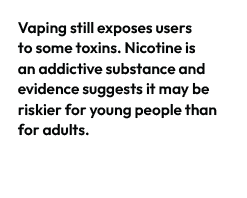 Vaping still exposes users
to some toxins. Nicotine is
an addictive substance and
evidence suggests it may be
riskier for young people than
for adults.